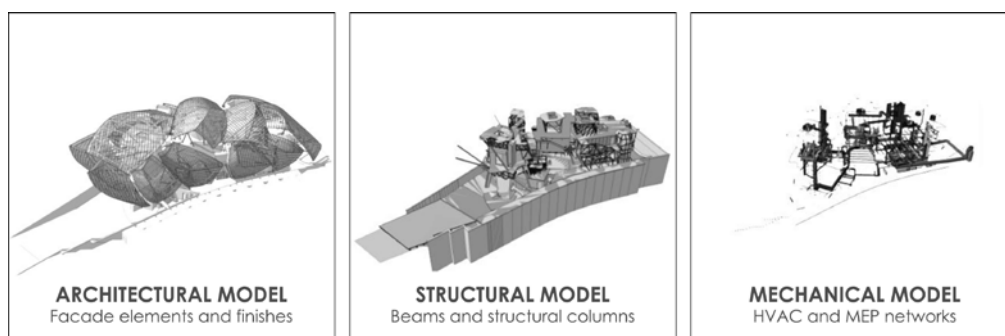 ARCHITECTURAL MODEL
Facade elements and finishes
STRUCTURAL MODEL
Beams and structural columns
MECHANICAL MODEL
HVAC and MEP networks